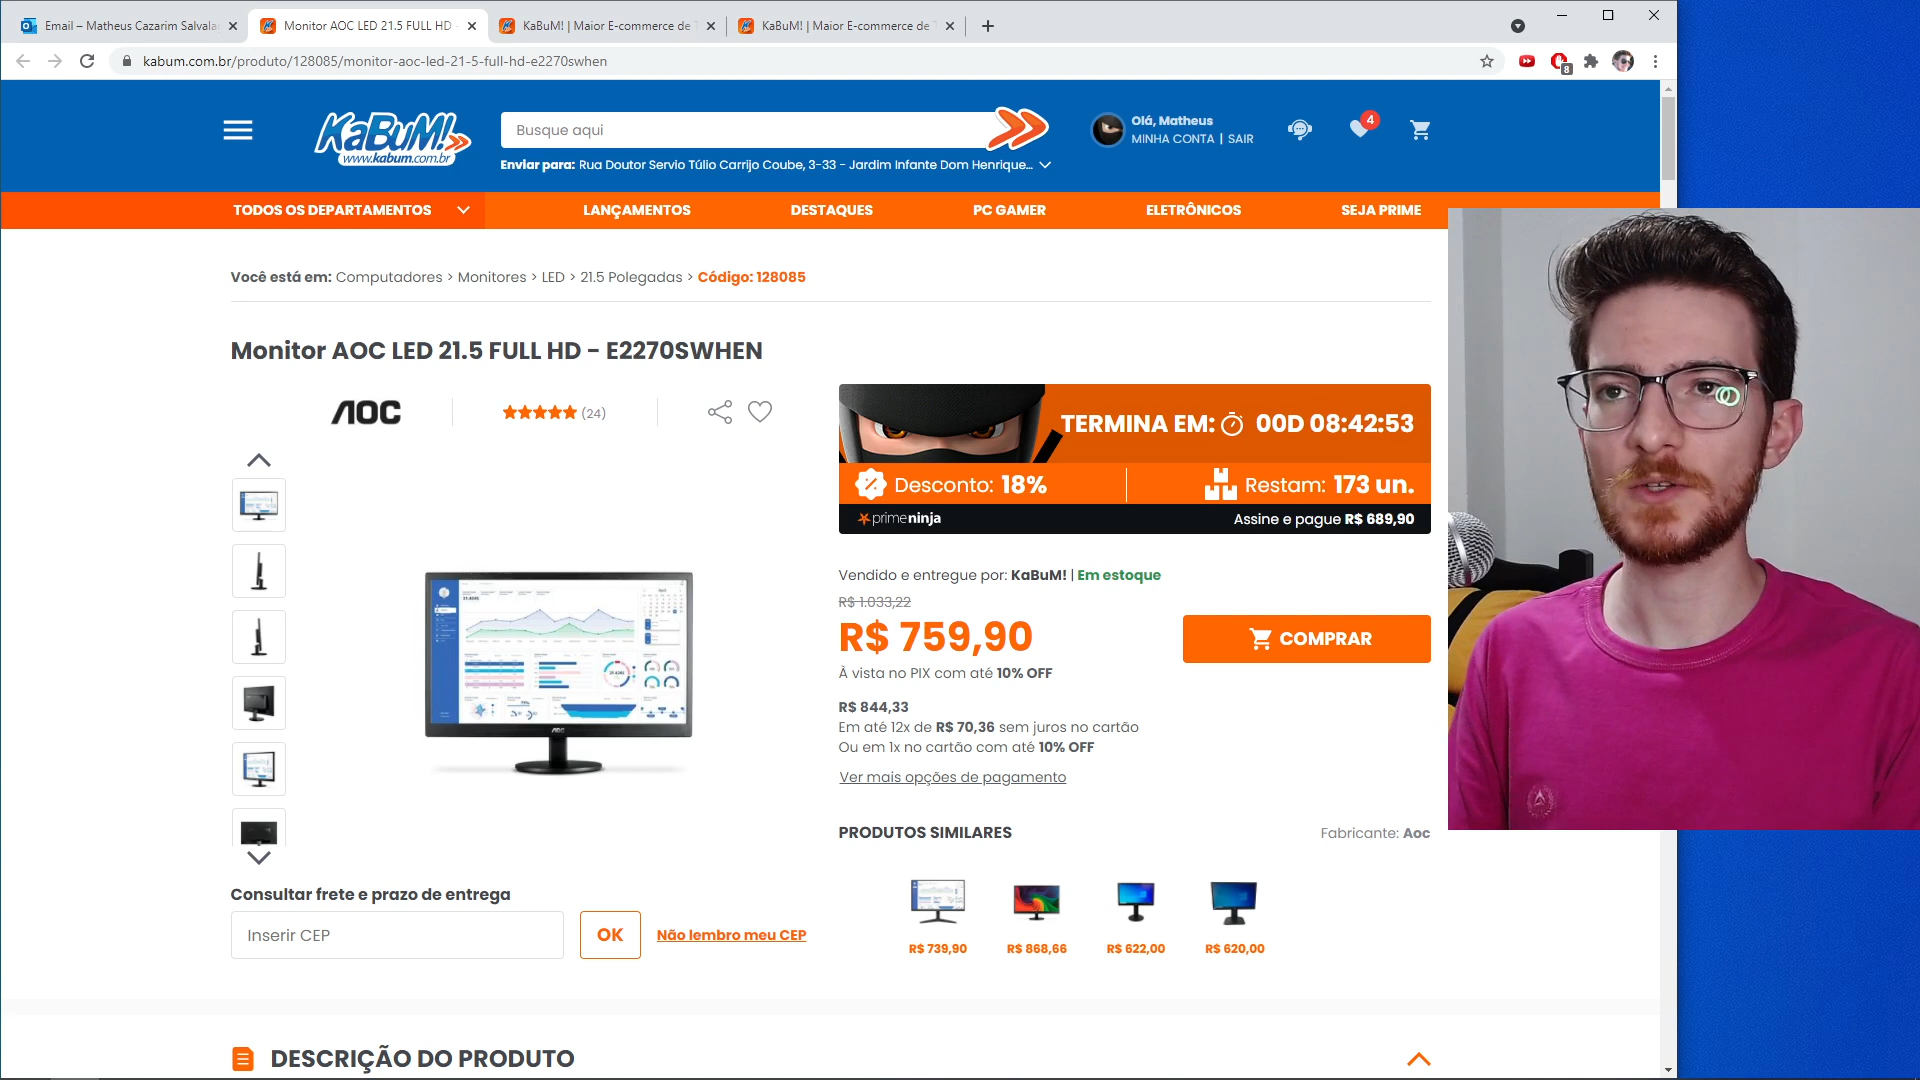 Email – Matheus Cazarim Salvala
Monitor AOC LED 21.5 FULL HD -
KaBuM! | Maior E-commerce de T
KaBuM! | Maior E-commerce de T
kabum.com.br/produto/128085/monitor-aoc-led-21-5-full-hd-e2270swhen
8
KaBuM!
www.kabum.com.br
Busque aqui
Enviar para: Rua Doutor Servio Túlio Carrijo Coube, 3-33 - Jardim Infante Dom Henrique...
Olá, Matheus
MINHA CONTA | SAIR
4
TODOS OS DEPARTAMENTOS
LANÇAMENTOS
DESTAQUES
PC GAMER
ELETRÔNICOS
SEJA PRIME
Você está em: Computadores > Monitores > LED > 21.5 Polegadas > Código: 128085
Monitor AOC LED 21.5 FULL HD - E2270SWHEN
AOC
(24)
TERMINA EM: 00D 08:42:53
Desconto: 18%
Restam: 173 un.
primeninja
Assine e pague R$ 689,90
Vendido e entregue por: KaBuM! | Em estoque
R$ 1.033,22
R$ 759,90
COMPRAR
À vista no PIX com até 10% OFF
R$ 844,33
Em até 12x de R$ 70,36 sem juros no cartão
Ou em 1x no cartão com até 10% OFF
Ver mais opções de pagamento
PRODUTOS SIMILARES
Fabricante: Aoc
R$ 739,90
R$ 868,66
R$ 622,00
R$ 620,00
Consultar frete e prazo de entrega
Inserir CEP
OK
Não lembro meu CEP
DESCRIÇÃO DO PRODUTO